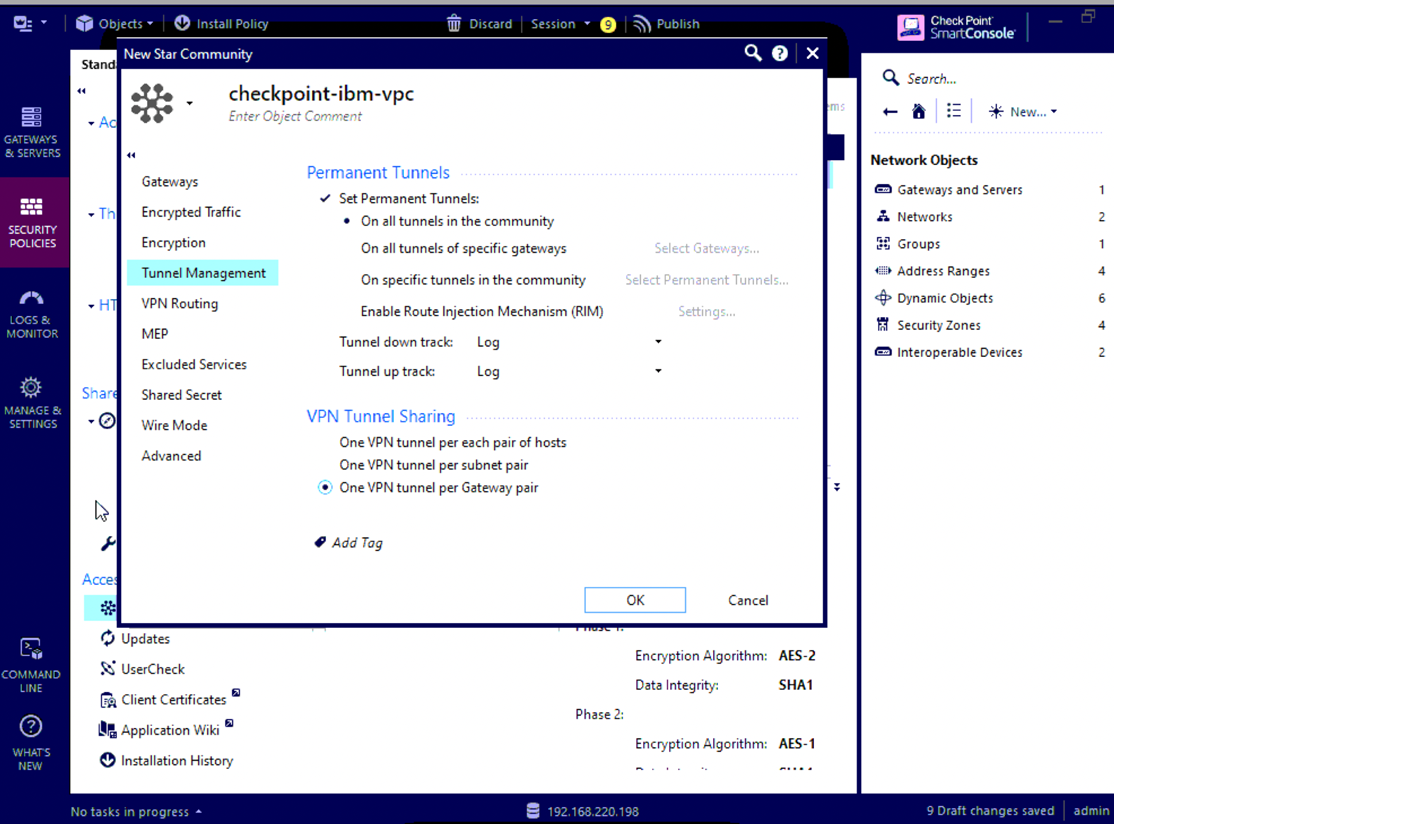 Objects
Install Policy
Discard
Session
9
Publish
Check Point
SmartConsole
New Star Community
Stand
checkpoint-ibm-vpc
Enter Object Comment
ms
Ac
Th
HT
Share
Acces
GATEWAYS
& SERVERS
SECURITY
POLICIES
LOGS &
MONITOR
MANAGE &
SETTINGS
COMMAND
LINE
WHAT'S
NEW
Gateways
Encrypted Traffic
Encryption
Tunnel Management
VPN Routing
MEP
Excluded Services
Shared Secret
Wire Mode
Advanced
Permanent Tunnels
Set Permanent Tunnels:
On all tunnels in the community
On all tunnels of specific gateways Select Gateways...
On specific tunnels in the community Select Permanent Tunnels...
Enable Route Injection Mechanism (RIM) Settings...
Tunnel down track: Log
Tunnel up track: Log
VPN Tunnel Sharing
One VPN tunnel per each pair of hosts
One VPN tunnel per subnet pair
One VPN tunnel per Gateway pair
Add Tag
OK Cancel
Updates
UserCheck
Client Certificates
Application Wiki
Installation History
Phase 1:
Encryption Algorithm: AES-2
Data Integrity: SHA1
Phase 2:
Encryption Algorithm: AES-1
Search...
New...
Network Objects
Gateways and Servers 1
Networks 2
Groups 1
Address Ranges 4
Dynamic Objects 6
Security Zones 4
Interoperable Devices 2
No tasks in progress
192.168.220.198
9 Draft changes saved
admin